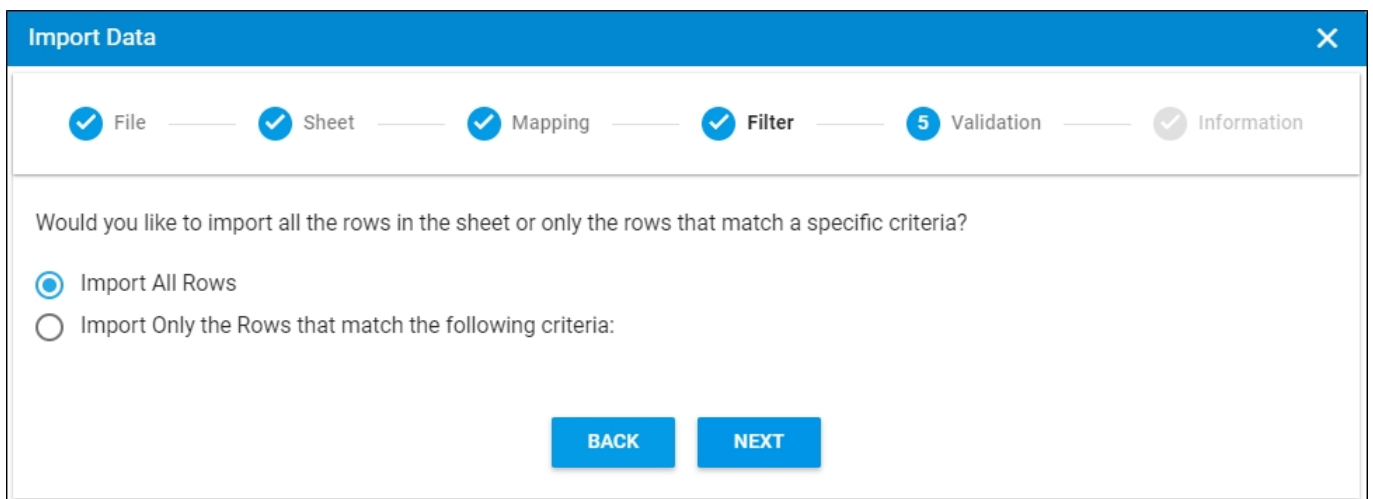 Import Data
File Sheet Mapping Filter 5 Validation Information
Would you like to import all the rows in the sheet or only the rows that match a specific criteria?
Import All Rows
Import Only the Rows that match the following criteria:
BACK NEXT